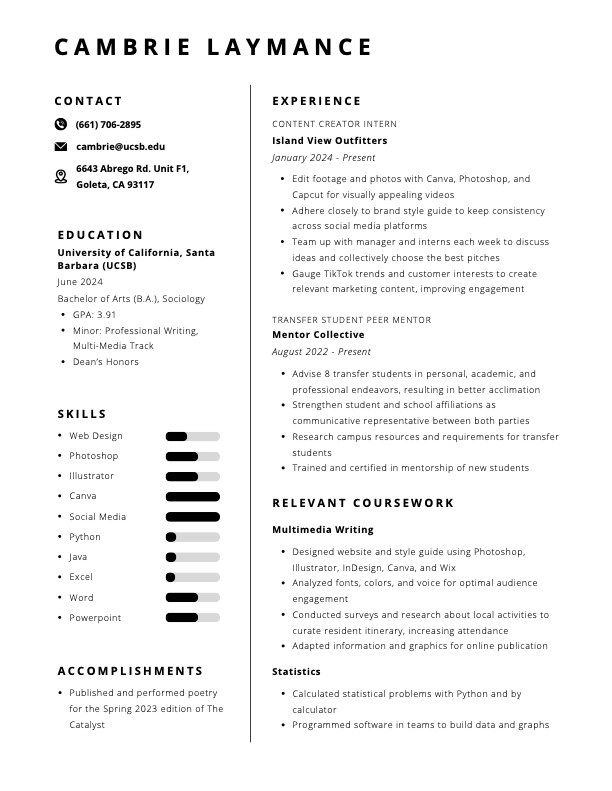 CAMBRIE LAYMANCE
CONTACT
(661) 706-2895
cambrie@ucsb.edu
6643 Abrego Rd. Unit F1,
Goleta, CA 93117
EDUCATION
University of California, Santa
Barbara (UCSB)
June 2024
Bachelor of Arts (B.A.), Sociology
• GPA: 3.91
• Minor: Professional Writing,
Multi-Media Track
• Dean's Honors
SKILLS
• Web Design
• Photoshop
• Illustrator
• Canva
• Social Media
• Python
• Java
• Excel
• Word
• Powerpoint
ACCOMPLISHMENTS
• Published and performed poetry
for the Spring 2023 edition of The
Catalyst
EXPERIENCE
CONTENT CREATOR INTERN
Island View Outfitters
January 2024 - Present
• Edit footage and photos with Canva, Photoshop, and
Capcut for visually appealing videos
• Adhere closely to brand style guide to keep consistency
across social media platforms
• Team up with manager and interns each week to discuss
ideas and collectively choose the best pitches
• Gauge TikTok trends and customer interests to create
relevant marketing content, improving engagement
TRANSFER STUDENT PEER MENTOR
Mentor Collective
August 2022 - Present
• Advise 8 transfer students in personal, academic, and
professional endeavors, resulting in better acclimation
• Strengthen student and school affiliations as
communicative representative between both parties
• Research campus resources and requirements for transfer
students
• Trained and certified in mentorship of new students
RELEVANT COURSEWORK
Multimedia Writing
• Designed website and style guide using Photoshop,
Illustrator, InDesign, Canva, and Wix
• Analyzed fonts, colors, and voice for optimal audience
engagement
• Conducted surveys and research about local activities to
curate resident itinerary, increasing attendance
• Adapted information and graphics for online publication
Statistics
• Calculated statistical problems with Python and by
calculator
• Programmed software in teams to build data and graphs